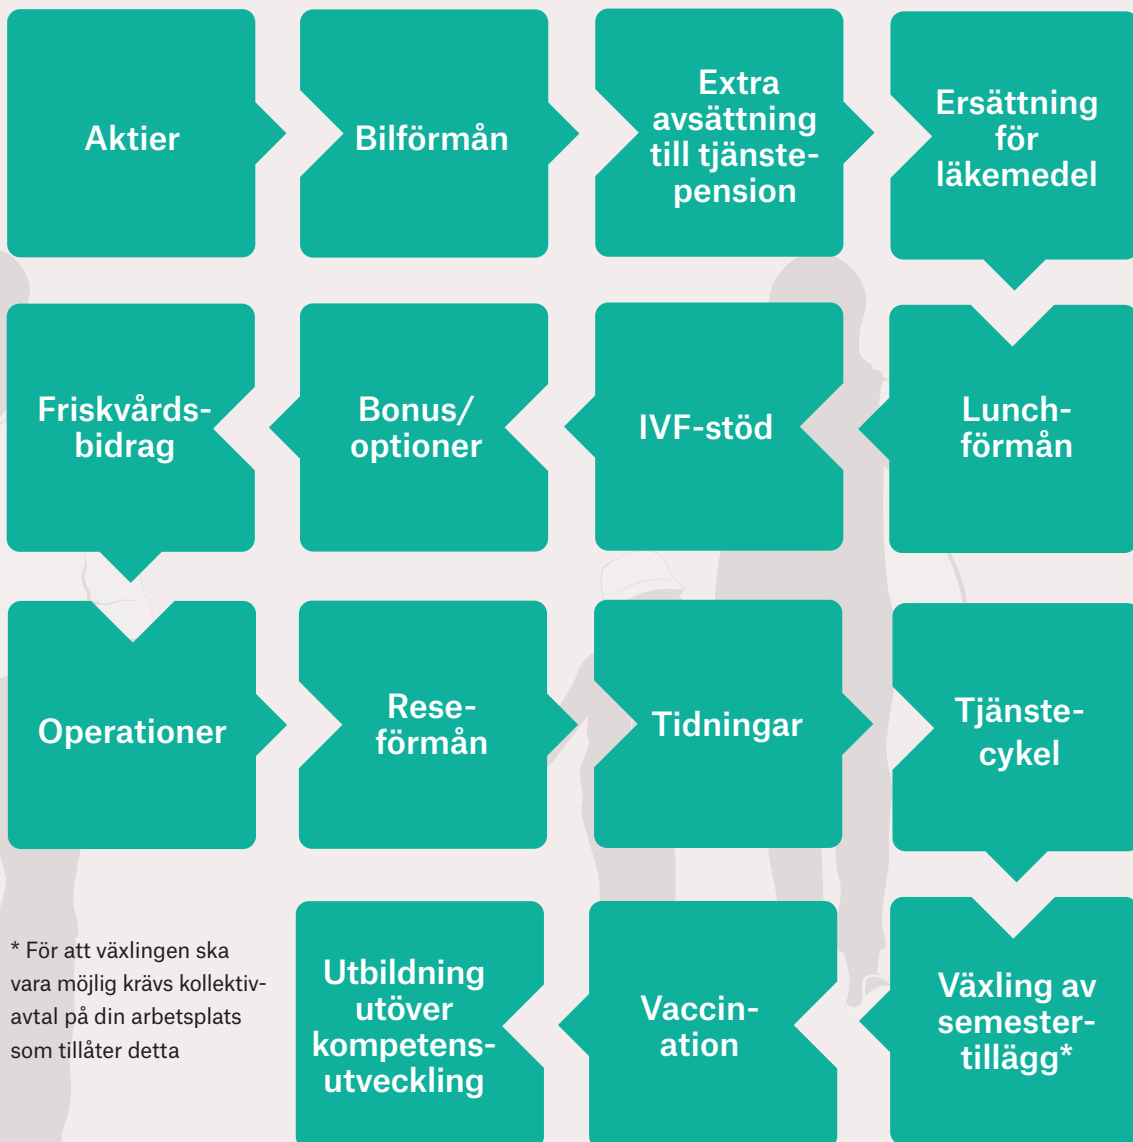 Aktier
Bilförmån
Extra
avsättning
till tjänste-
pension
Ersättning
för
läkemedel
Lunch-
förmån
IVF-stöd
Bonus/
optioner
Friskvårds-
bidrag
Operationer
Rese-
förmån
Tidningar
Tjänste-
cykel
Växling av
semester-
tillägg*
Vaccin-
ation
Utbildning
utöver
kompetens-
utveckling
* För att växlingen ska
vara möjlig krävs kollektiv-
avtal på din arbetsplats
som tillåter detta